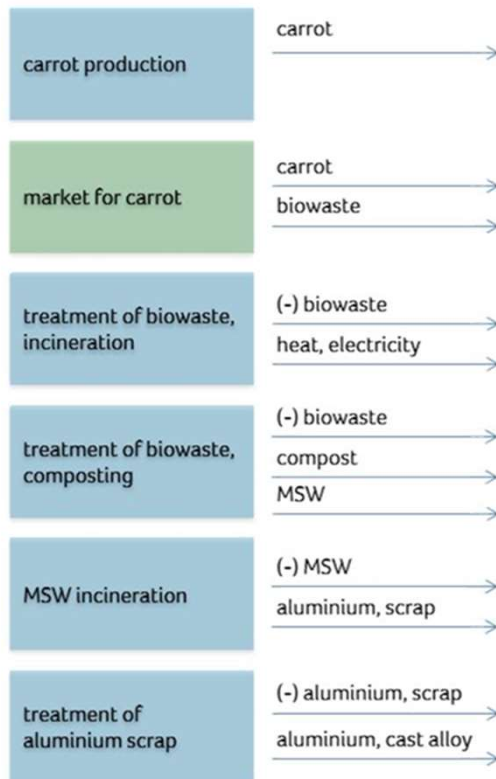 carrot production
carrot
market for carrot
carrot
biowaste
treatment of biowaste,
incineration
(-) biowaste
heat, electricity
treatment of biowaste,
composting
(-) biowaste
compost
MSW
MSW incineration
(-) MSW
aluminium, scrap
treatment of
aluminium scrap
(-) aluminium, scrap
aluminium, cast alloy